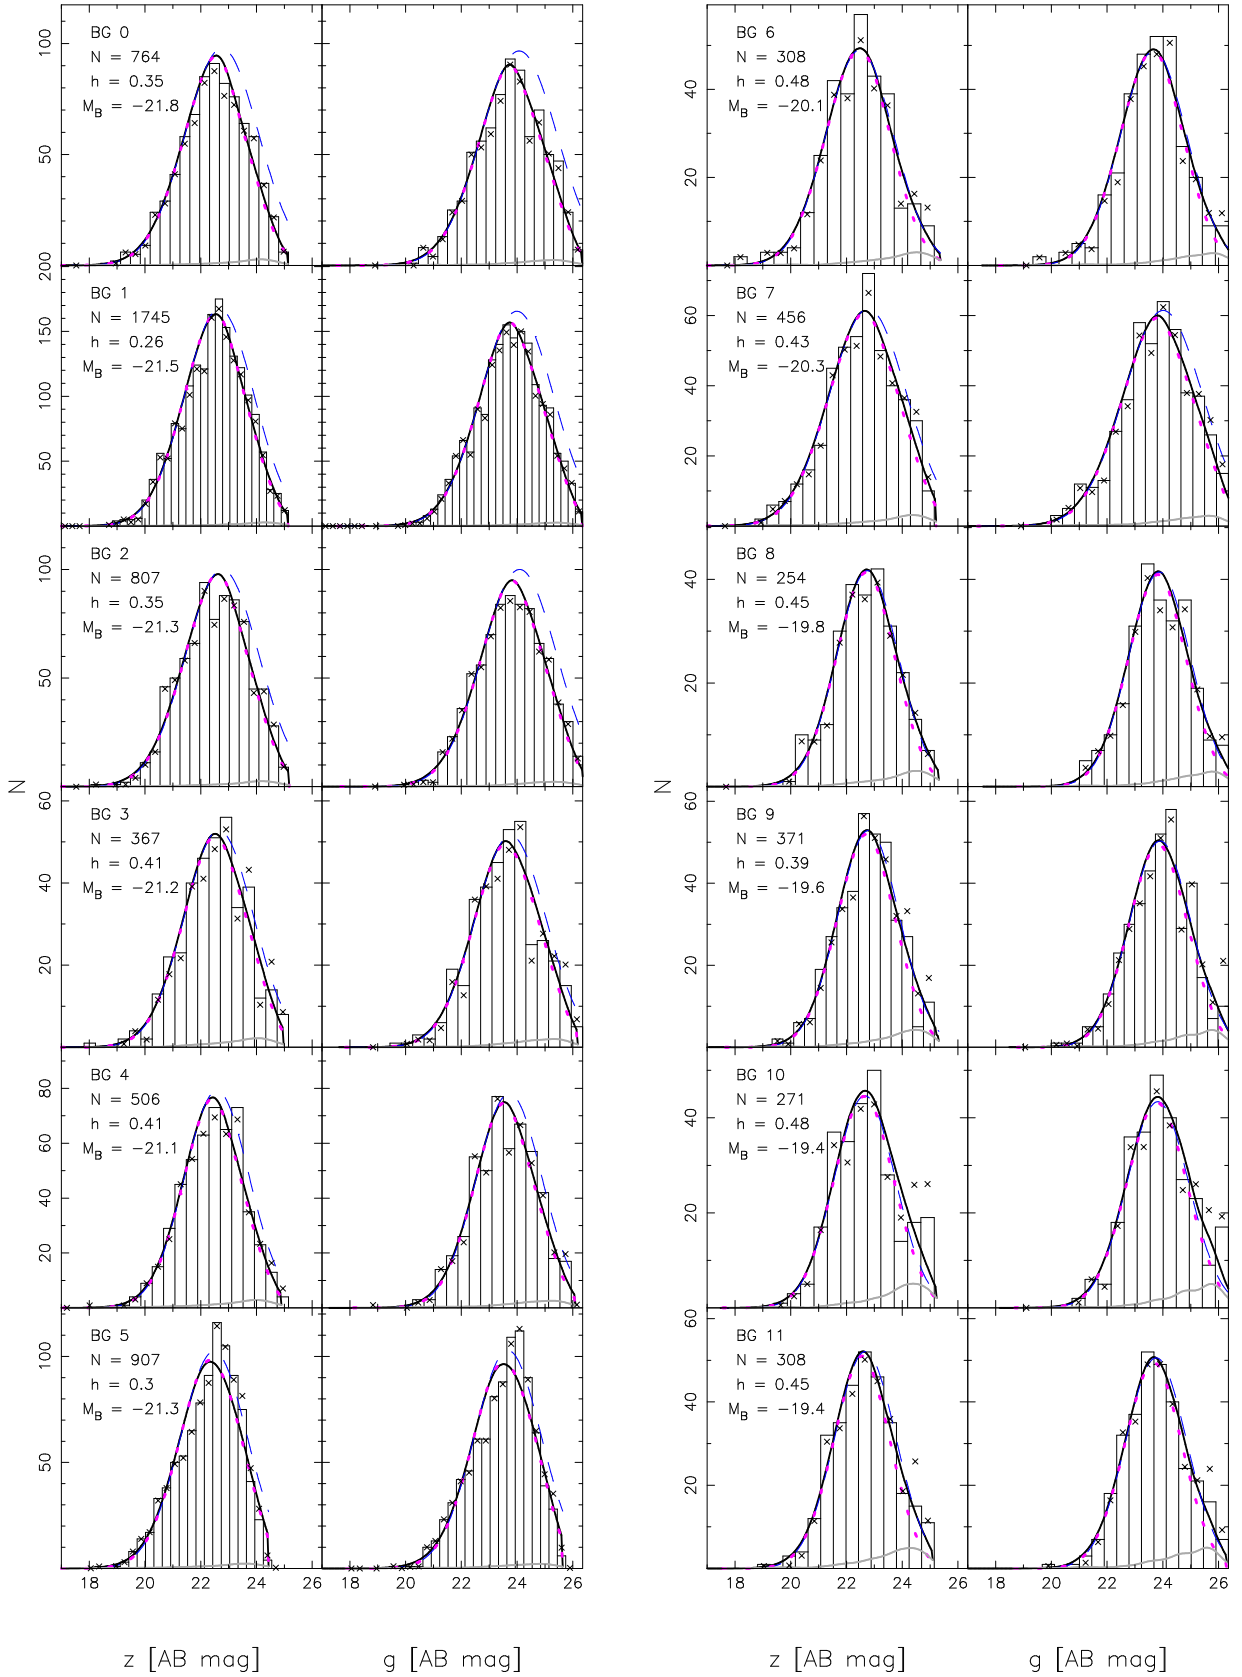 BG 0
N = 764
h = 0.35
M_B = −21.8
50
100
BG 1
N = 1745
h = 0.26
M_B = −21.5
50
100
150
200
BG 2
N = 807
h = 0.35
M_B = −21.3
50
100
BG 3
N = 367
h = 0.41
M_B = −21.2
20
40
60
BG 4
N = 506
h = 0.41
M_B = −21.1
20
40
60
80
BG 5
N = 907
h = 0.3
M_B = −21.3
50
100
N
18 20 22 24 26
18 20 22 24 26
z [AB mag]
g [AB mag]
BG 6
N = 308
h = 0.48
M_B = −20.1
20
40
BG 7
N = 456
h = 0.43
M_B = −20.3
20
40
60
BG 8
N = 254
h = 0.45
M_B = −19.8
20
40
BG 9
N = 371
h = 0.39
M_B = −19.6
20
40
60
BG 10
N = 271
h = 0.48
M_B = −19.4
20
40
BG 11
N = 308
h = 0.45
M_B = −19.4
20
40
60
N
18 20 22 24 26
18 20 22 24 26
z [AB mag]
g [AB mag]